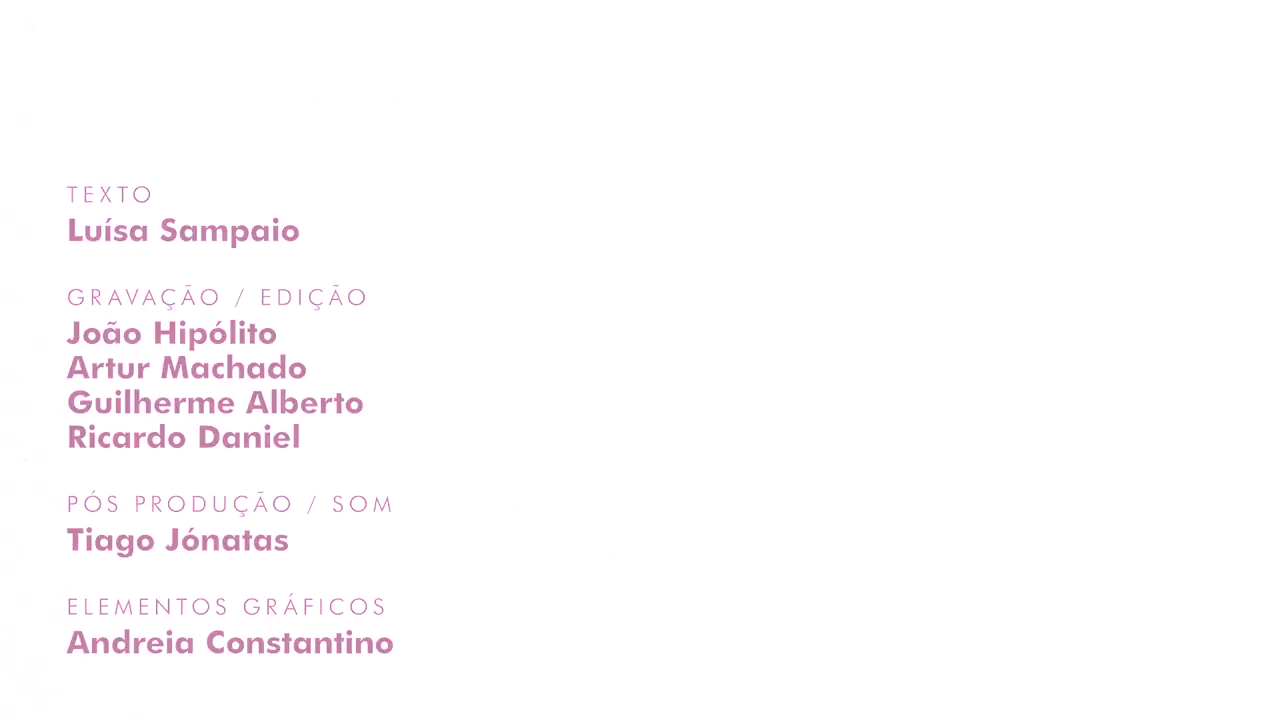 TEXTO
Luísa Sampaio
GRAVAÇÃO / EDIÇÃO
João Hipólito
Artur Machado
Guilherme Alberto
Ricardo Daniel
PÓS PRODUÇÃO / SOM
Tiago Jónatas
ELEMENTOS GRÁFICOS
Andreia Constantino